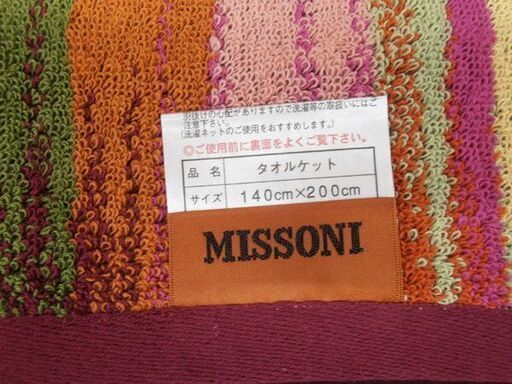 羽抜けの心配がありますので洗濯等の取扱いにはご
注意下さい。
(洗濯ネットのご使用をおすすめします。)
◎ご使用前に裏面をよくご覧下さい。
品名 タオルケット
サイズ 140cm×200cm
MISSONI